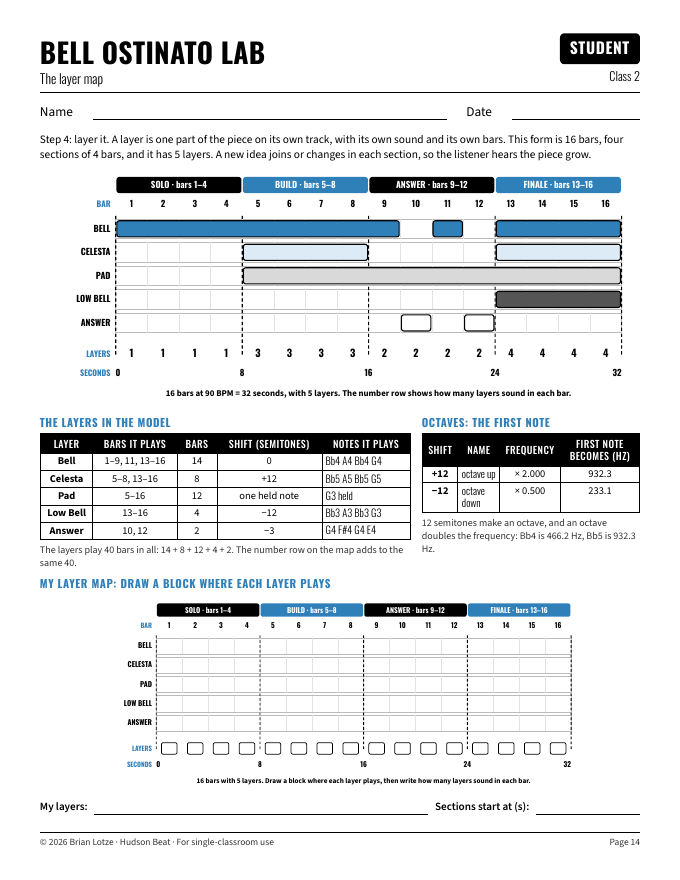 BELL OSTINATO LAB
STUDENT
The layer map
Class 2
Name
Date
Step 4: layer it. A layer is one part of the piece on its own track, with its own sound and its own bars. This form is 16 bars, four
sections of 4 bars, and it has 5 layers. A new idea joins or changes in each section, so the listener hears the piece grow.
SOLO · bars 1–4 BUILD · bars 5–8 ANSWER · bars 9–12 FINALE · bars 13–16
BAR 1 2 3 4 5 6 7 8 9 10 11 12 13 14 15 16
BELL
CELESTA
PAD
LOW BELL
ANSWER
LAYERS 1 1 1 1 3 3 3 3 2 2 2 2 4 4 4 4
SECONDS 0 8 16 24 32
16 bars at 90 BPM = 32 seconds, with 5 layers. The number row shows how many layers sound in each bar.
THE LAYERS IN THE MODEL
LAYER BARS IT PLAYS BARS SHIFT (SEMITONES) NOTES IT PLAYS
Bell 1–9, 11, 13–16 14 0 Bb4 A4 Bb4 G4
Celesta 5–8, 13–16 8 +12 Bb5 A5 Bb5 G5
Pad 5–16 12 one held note G3 held
Low Bell 13–16 4 −12 Bb3 A3 Bb3 G3
Answer 10, 12 2 −3 G4 F#4 G4 E4
The layers play 40 bars in all: 14 + 8 + 12 + 4 + 2. The number row on the map adds to the
same 40.
OCTAVES: THE FIRST NOTE
SHIFT NAME FREQUENCY FIRST NOTE
BECOMES (HZ)
+12 octave up × 2.000 932.3
−12 octave × 0.500 233.1
down
12 semitones make an octave, and an octave
doubles the frequency: Bb4 is 466.2 Hz, Bb5 is 932.3
Hz.
MY LAYER MAP: DRAW A BLOCK WHERE EACH LAYER PLAYS
SOLO · bars 1–4 BUILD · bars 5–8 ANSWER · bars 9–12 FINALE · bars 13–16
BAR 1 2 3 4 5 6 7 8 9 10 11 12 13 14 15 16
BELL
CELESTA
PAD
LOW BELL
ANSWER
LAYERS
SECONDS 0 8 16 24 32
16 bars with 5 layers. Draw a block where each layer plays, then write how many layers sound in each bar.
My layers:
Sections start at (s):
© 2026 Brian Lotze · Hudson Beat · For single-classroom use
Page 14